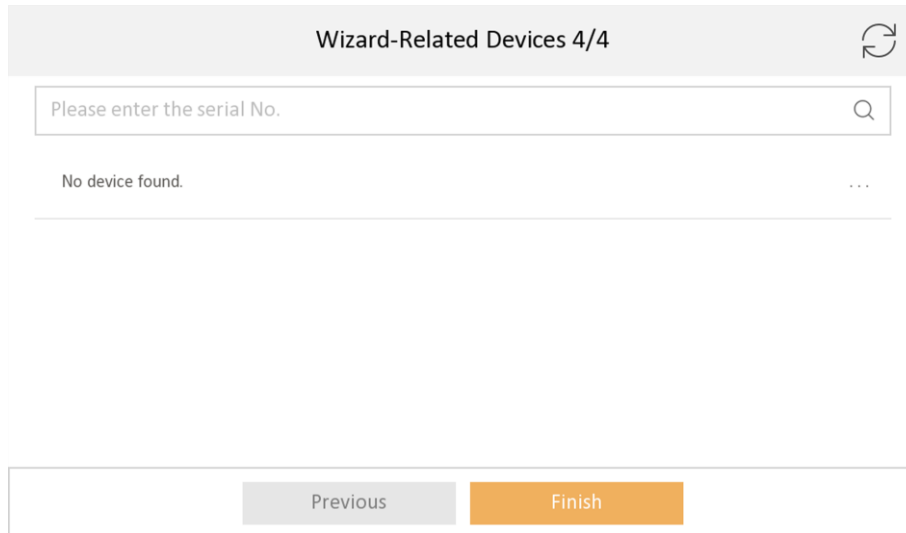 Wizard-Related Devices 4/4
Please enter the serial No.
No device found.
...
Previous
Finish